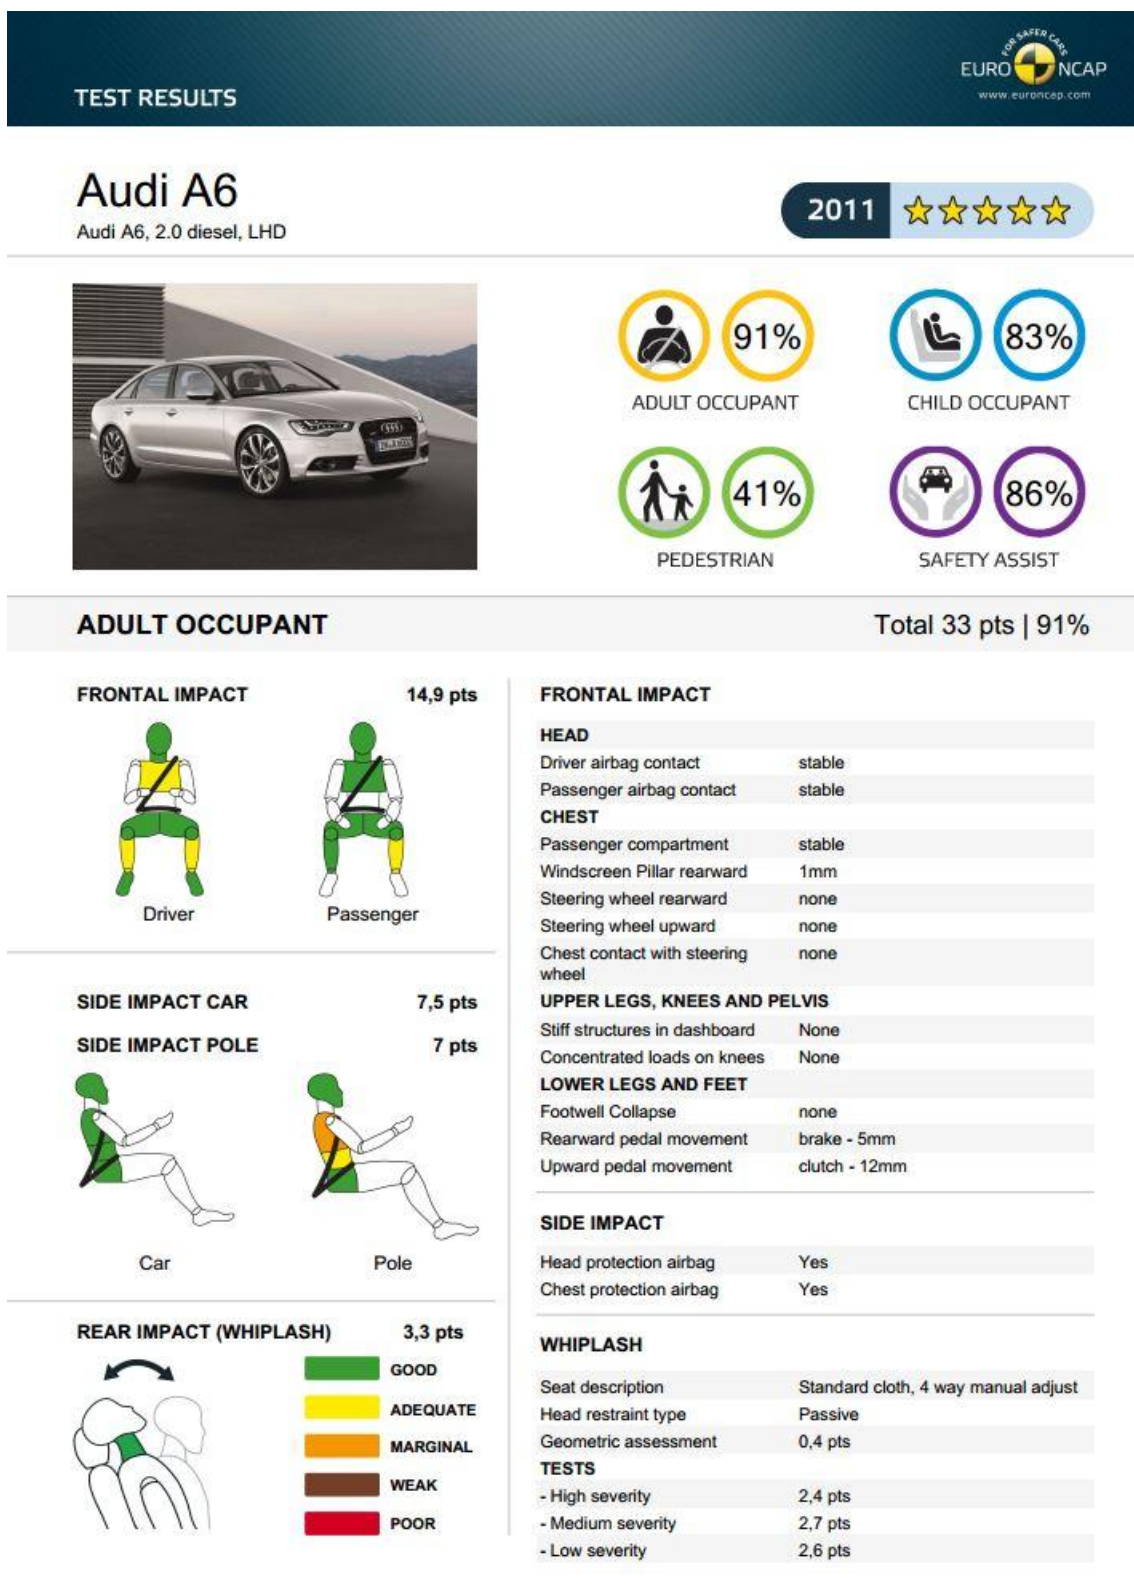 FOR SAFER CARS
EURO NCAP
www.euroncap.com
TEST RESULTS
Audi A6
Audi A6, 2.0 diesel, LHD
2011
91%
ADULT OCCUPANT
83%
CHILD OCCUPANT
41%
PEDESTRIAN
86%
SAFETY ASSIST
ADULT OCCUPANT
Total 33 pts | 91%
FRONTAL IMPACT 14,9 pts
Driver
Passenger
SIDE IMPACT CAR 7,5 pts
SIDE IMPACT POLE 7 pts
Car
Pole
REAR IMPACT (WHIPLASH) 3,3 pts
GOOD
ADEQUATE
MARGINAL
WEAK
POOR
FRONTAL IMPACT
HEAD
Driver airbag contact stable
Passenger airbag contact stable
CHEST
Passenger compartment stable
Windscreen Pillar rearward 1mm
Steering wheel rearward none
Steering wheel upward none
Chest contact with steering none
wheel
UPPER LEGS, KNEES AND PELVIS
Stiff structures in dashboard None
Concentrated loads on knees None
LOWER LEGS AND FEET
Footwell Collapse none
Rearward pedal movement brake - 5mm
Upward pedal movement clutch - 12mm
SIDE IMPACT
Head protection airbag Yes
Chest protection airbag Yes
WHIPLASH
Seat description Standard cloth, 4 way manual adjust
Head restraint type Passive
Geometric assessment 0,4 pts
TESTS
- High severity 2,4 pts
- Medium severity 2,7 pts
- Low severity 2,6 pts